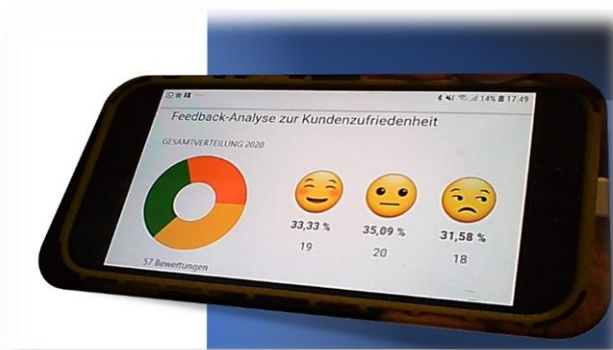 14% 17:49
Feedback-Analyse zur Kundenzufriedenheit
GESAMTVERTEILUNG 2020
33,33 % 35,09 % 31,58 %
19 20 18
57 Bewertungen